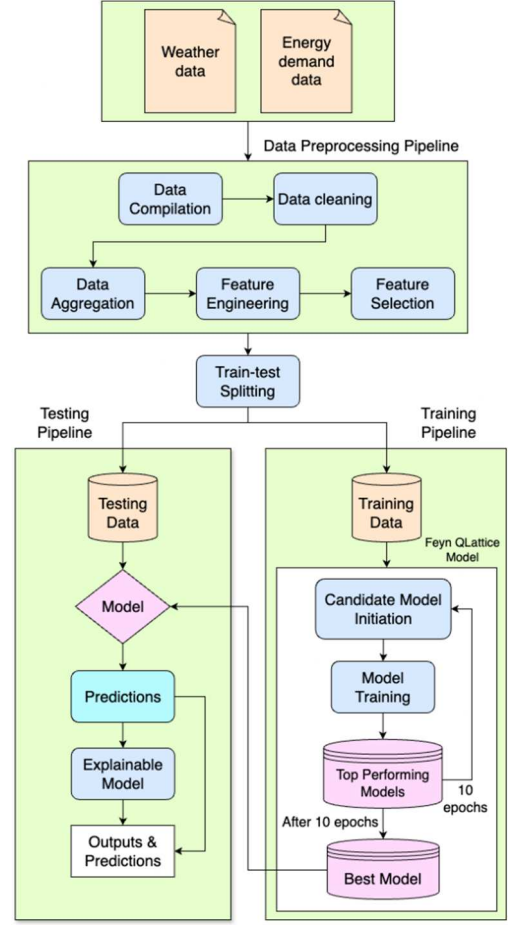 Weather
data
Energy
demand
data
Data Preprocessing Pipeline
Data
Compilation
Data cleaning
Data
Aggregation
Feature
Engineering
Feature
Selection
Train-test
Splitting
Testing
Pipeline
Training
Pipeline
Testing
Data
Model
Predictions
Explainable
Model
Outputs &
Predictions
Training
Data
Feyn QLattice
Model
Candidate Model
Initiation
Model
Training
Top Performing
Models
10
epochs
After 10 epochs
Best Model